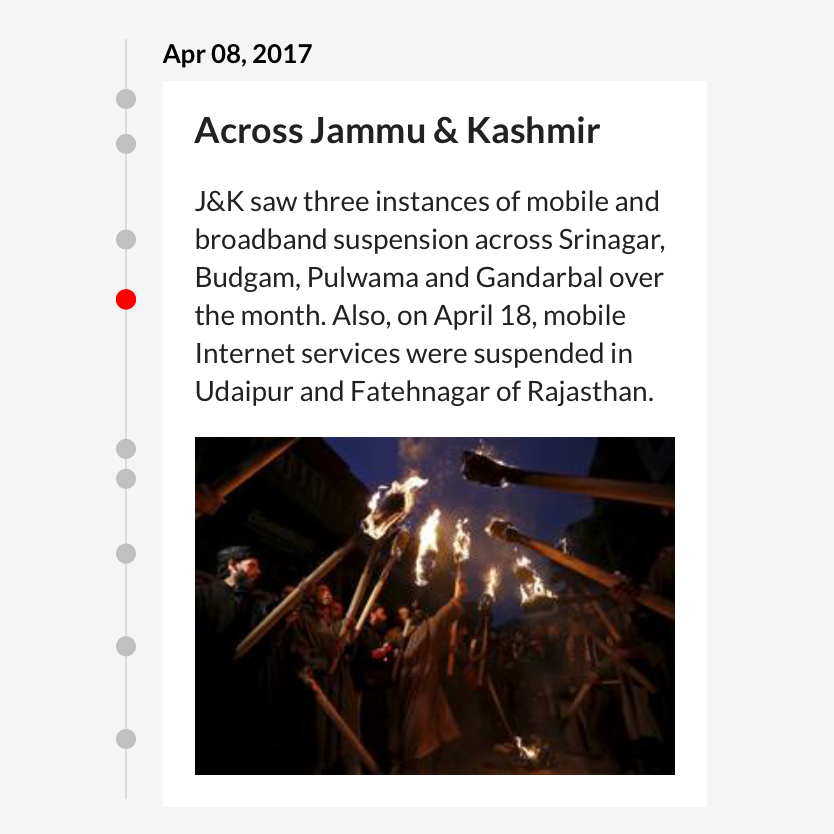 Apr 08, 2017
Across Jammu & Kashmir
J&K saw three instances of mobile and
broadband suspension across Srinagar,
Budgam, Pulwama and Gandarbal over
the month. Also, on April 18, mobile
Internet services were suspended in
Udaipur and Fatehnagar of Rajasthan.